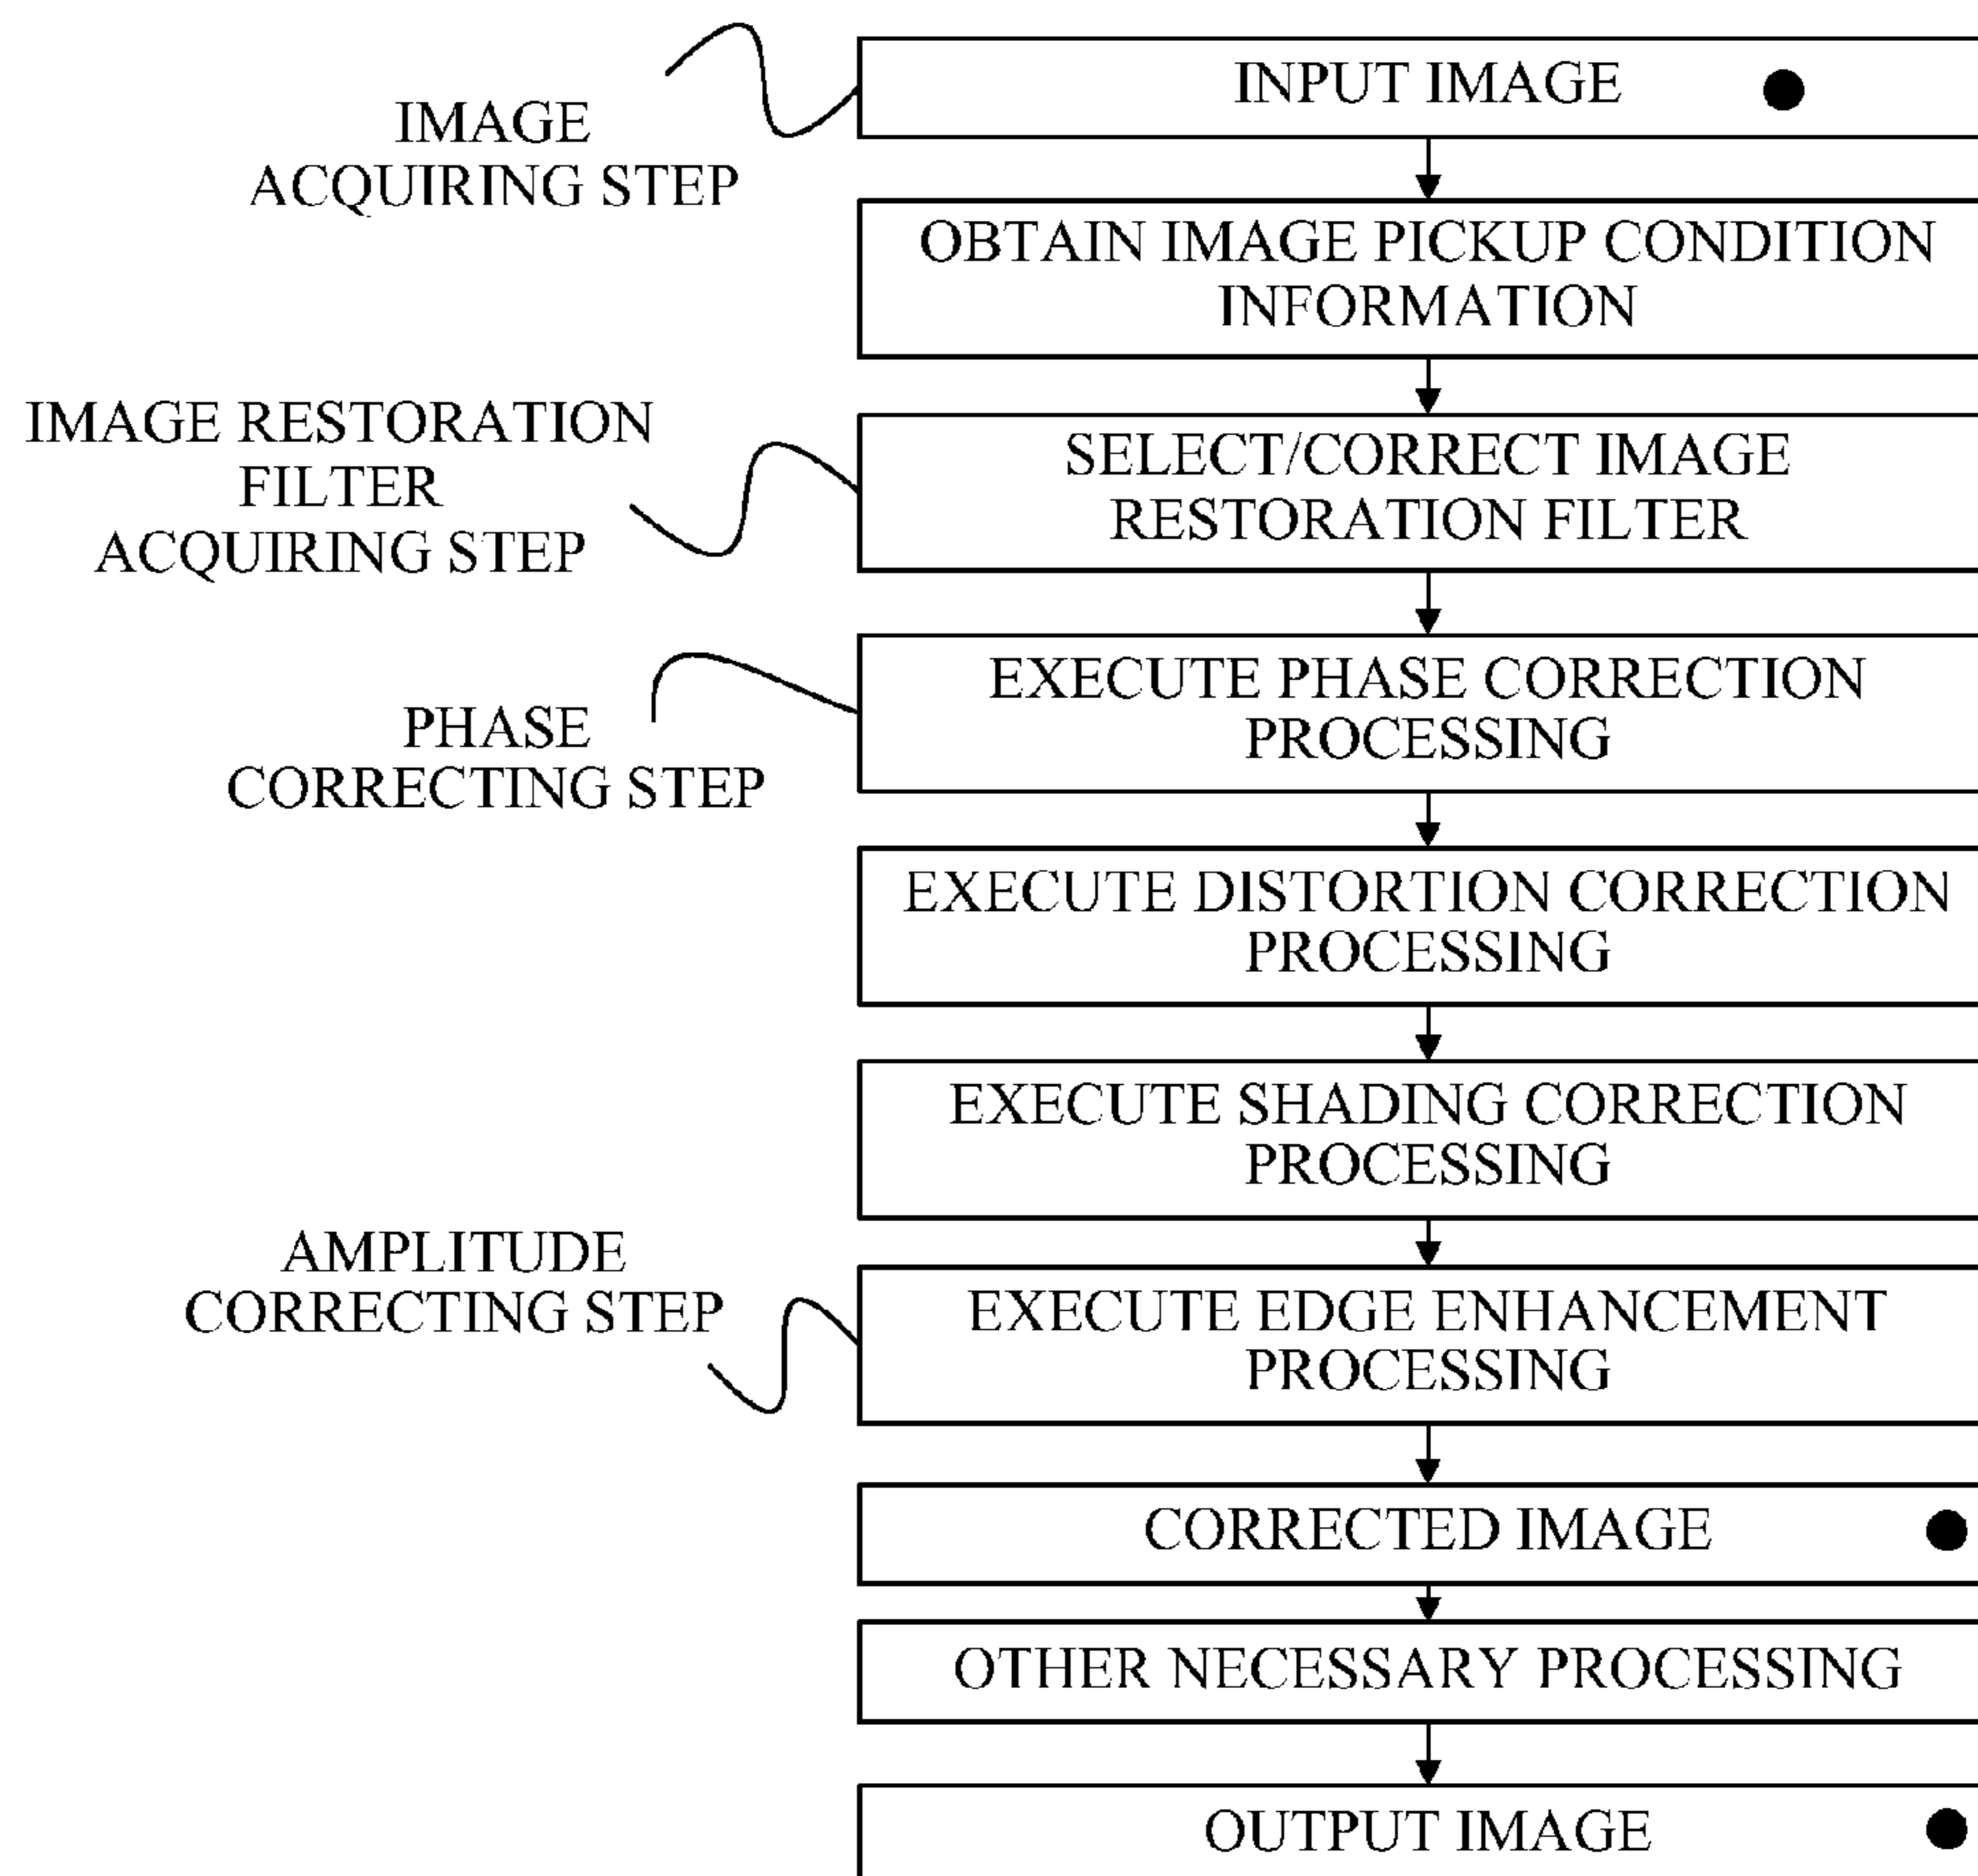 INPUT IMAGE ●
IMAGE
ACQUIRING STEP
OBTAIN IMAGE PICKUP CONDITION
INFORMATION
IMAGE RESTORATION
FILTER
ACQUIRING STEP
SELECT/CORRECT IMAGE
RESTORATION FILTER
EXECUTE PHASE CORRECTION
PROCESSING
PHASE
CORRECTING STEP
EXECUTE DISTORTION CORRECTION
PROCESSING
EXECUTE SHADING CORRECTION
PROCESSING
AMPLITUDE
CORRECTING STEP
EXECUTE EDGE ENHANCEMENT
PROCESSING
CORRECTED IMAGE ●
OTHER NECESSARY PROCESSING
OUTPUT IMAGE ●